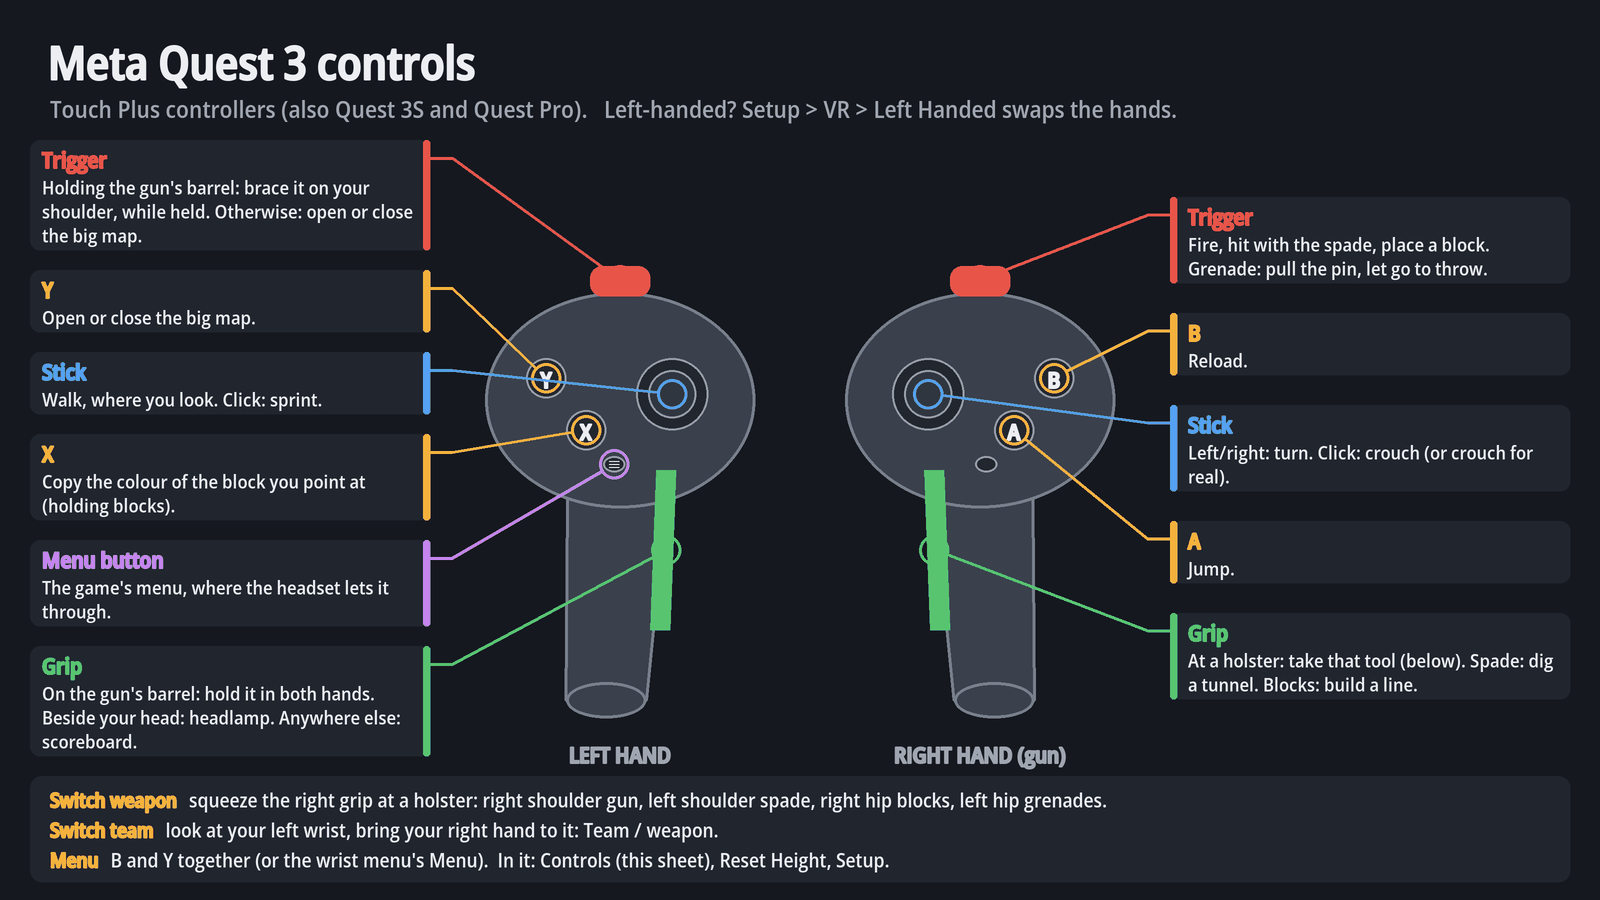 Meta Quest 3 controls
Touch Plus controllers (also Quest 3S and Quest Pro).   Left-handed? Setup > VR > Left Handed swaps the hands.
Trigger
Holding the gun's barrel: brace it on your
shoulder, while held. Otherwise: open or close
the big map.
Y
Open or close the big map.
Stick
Walk, where you look. Click: sprint.
X
Copy the colour of the block you point at
(holding blocks).
Menu button
The game's menu, where the headset lets it
through.
Grip
On the gun's barrel: hold it in both hands.
Beside your head: headlamp. Anywhere else:
scoreboard.
Y
X
LEFT HAND
B
A
RIGHT HAND (gun)
Trigger
Fire, hit with the spade, place a block.
Grenade: pull the pin, let go to throw.
B
Reload.
Stick
Left/right: turn. Click: crouch (or crouch for
real).
A
Jump.
Grip
At a holster: take that tool (below). Spade: dig
a tunnel. Blocks: build a line.
Switch weapon squeeze the right grip at a holster: right shoulder gun, left shoulder spade, right hip blocks, left hip grenades.
Switch team look at your left wrist, bring your right hand to it: Team / weapon.
Menu B and Y together (or the wrist menu's Menu).  In it: Controls (this sheet), Reset Height, Setup.